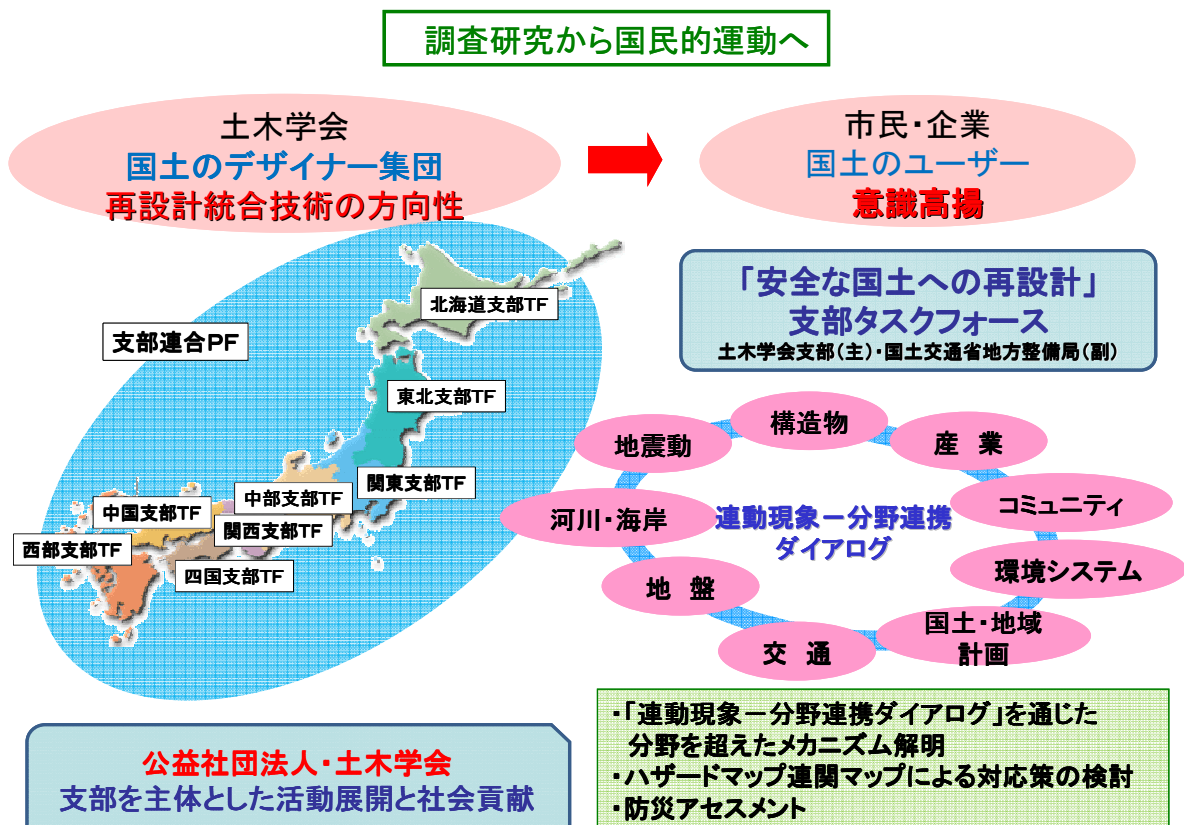 調査研究から国民的運動へ
土木学会
国土のデザイナー集団
再設計統合技術の方向性
市民・企業
国土のユーザー
意識高揚
「安全な国土への再設計」
支部タスクフォース
土木学会支部(主)・国土交通省地方整備局(副)
支部連合PF
北海道支部TF
東北支部TF
関東支部TF
中部支部TF
中国支部TF
関西支部TF
西部支部TF
四国支部TF
構造物
地震動
産　業
河川・海岸
コミュニティ
連動現象－分野連携
ダイアログ
環境システム
地　盤
国土・地域
計画
交　通
公益社団法人・土木学会
支部を主体とした活動展開と社会貢献
・「連動現象－分野連携ダイアログ」を通じた
分野を超えたメカニズム解明
・ハザードマップ連関マップによる対応策の検討
・防災アセスメント